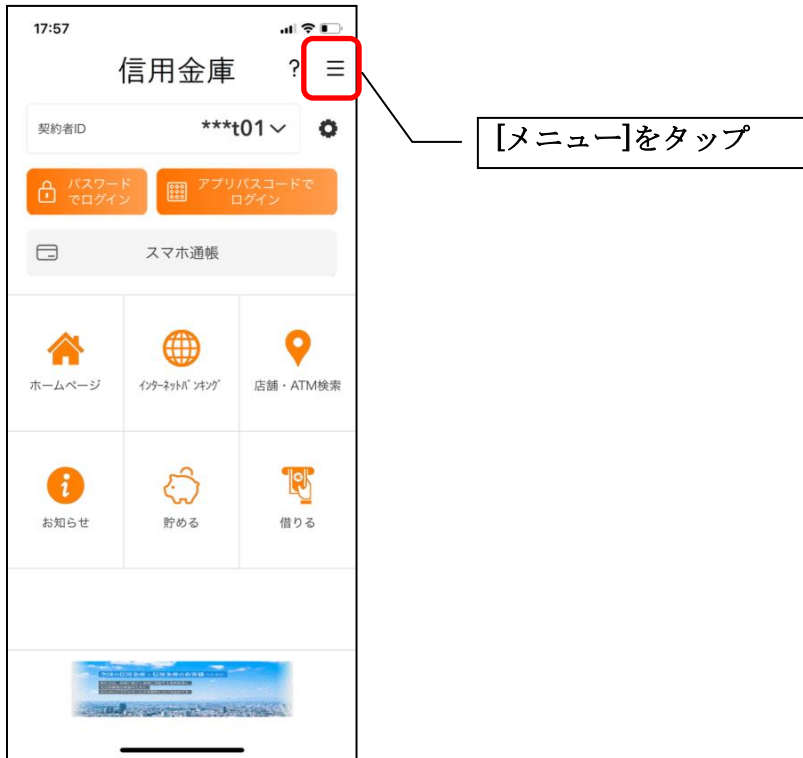 17:57
信用金庫 ?
契約者ID ***t01
[メニュー]をタップ
パスワード
でログイン
アプリパスコードで
ログイン
スマホ通帳
ホームページ
ｲﾝﾀｰﾈｯﾄﾊﾞﾝｷﾝｸﾞ
店舗・ATM検索
お知らせ
貯める
借りる